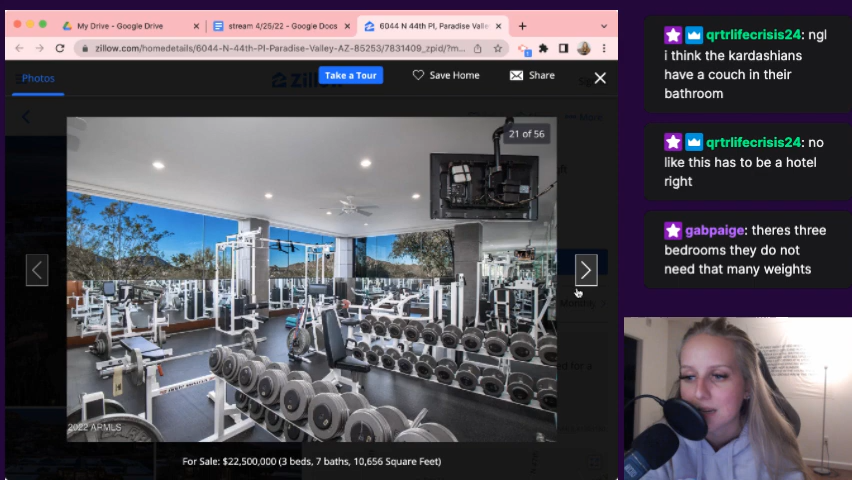 My Drive - Google Drive
stream 4/25/22 - Google Docs
6044 N 44th Pl, Paradise Valle
zillow.com/homedetails/6044-N-44th-Pl-Paradise-Valley-AZ-85253/7831409_zpid/?m...
Photos
Zillow
Take a Tour
Save Home
Share
21 of 56
2022 ARMLS
For Sale: $22,500,000 (3 beds, 7 baths, 10,656 Square Feet)
qrtrlifecrisis24: ngl
i think the kardashians
have a couch in their
bathroom
qrtrlifecrisis24: no
like this has to be a hotel
right
gabpaige: theres three
bedrooms they do not
need that many weights